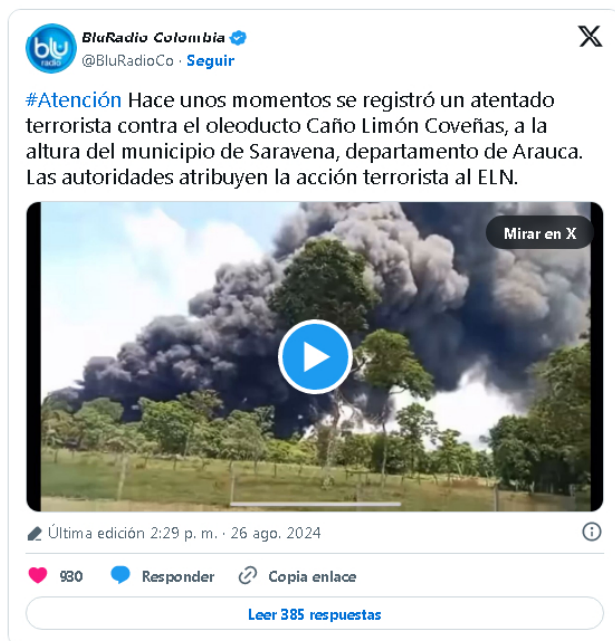 blu
radio
BluRadio Colombia
@BluRadioCo · Seguir
#Atención Hace unos momentos se registró un atentado
terrorista contra el oleoducto Caño Limón Coveñas, a la
altura del municipio de Saravena, departamento de Arauca.
Las autoridades atribuyen la acción terrorista al ELN.
Mirar en X
Última edición 2:29 p. m. · 26 ago. 2024
930 Responder Copia enlace
Leer 385 respuestas